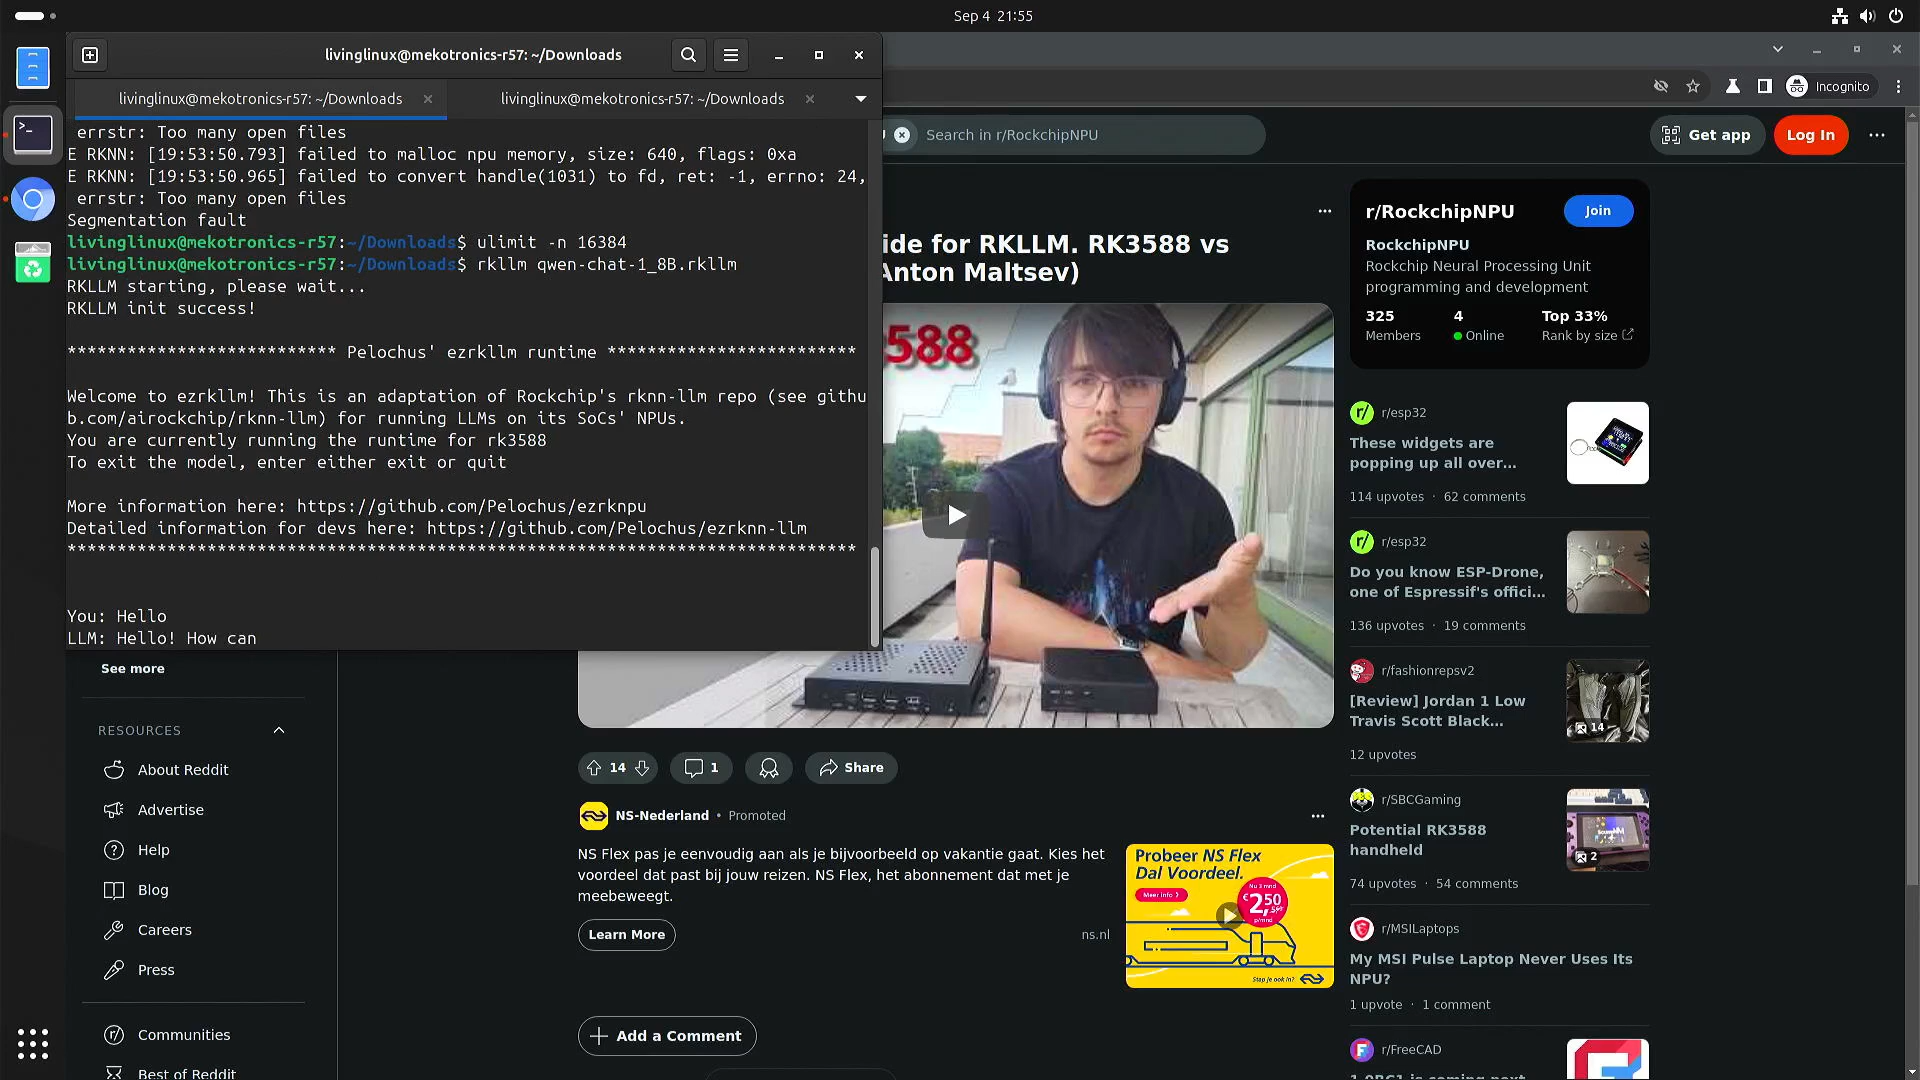 Sep 4 21:55
livinglinux@mekotronics-r57: ~/Downloads
livinglinux@mekotronics-r57: ~/Downloads
livinglinux@mekotronics-r57: ~/Downloads
errstr: Too many open files
E RKNN: [19:53:50.793] failed to malloc npu memory, size: 640, flags: 0xa
E RKNN: [19:53:50.965] failed to convert handle(1031) to fd, ret: -1, errno: 24,
errstr: Too many open files
Segmentation fault
livinglinux@mekotronics-r57:~/Downloads$ ulimit -n 16384
livinglinux@mekotronics-r57:~/Downloads$ rkllm qwen-chat-1_8B.rkllm
RKLLM starting, please wait...
RKLLM init success!
*************************** Pelochus' ezrkllm runtime *************************
Welcome to ezrkllm! This is an adaptation of Rockchip's rknn-llm repo (see githu
b.com/airockchip/rknn-llm) for running LLMs on its SoCs' NPUs.
You are currently running the runtime for rk3588
To exit the model, enter either exit or quit
More information here: https://github.com/Pelochus/ezrknpu
Detailed information for devs here: https://github.com/Pelochus/ezrknn-llm
*******************************************************************************
You: Hello
LLM: Hello! How can
Incognito
Search in r/RockchipNPU
Get app
Log In
ide for RKLLM. RK3588 vs
Anton Maltsev)
588
14
1
Share
NS-Nederland • Promoted
NS Flex pas je eenvoudig aan als je bijvoorbeeld op vakantie gaat. Kies het
voordeel dat past bij jouw reizen. NS Flex, het abonnement dat met je
meebeweegt.
Learn More
ns.nl
Probeer NS Flex
Dal Voordeel.
Meer info
Nu 3 mnd
€2,50
p/mnd
Stap je ook in?
Add a Comment
See more
RESOURCES
About Reddit
Advertise
Help
Blog
Careers
Press
Communities
Best of Reddit
r/RockchipNPU
Join
RockchipNPU
Rockchip Neural Processing Unit
programming and development
325 4 Top 33%
Members Online Rank by size
r/esp32
These widgets are
popping up all over...
114 upvotes · 62 comments
r/esp32
Do you know ESP-Drone,
one of Espressif's offici...
136 upvotes · 19 comments
r/fashionrepsv2
[Review] Jordan 1 Low
Travis Scott Black...
14
12 upvotes
r/SBCGaming
Potential RK3588
handheld
2
74 upvotes · 54 comments
r/MSILaptops
My MSI Pulse Laptop Never Uses Its
NPU?
1 upvote · 1 comment
r/FreeCAD